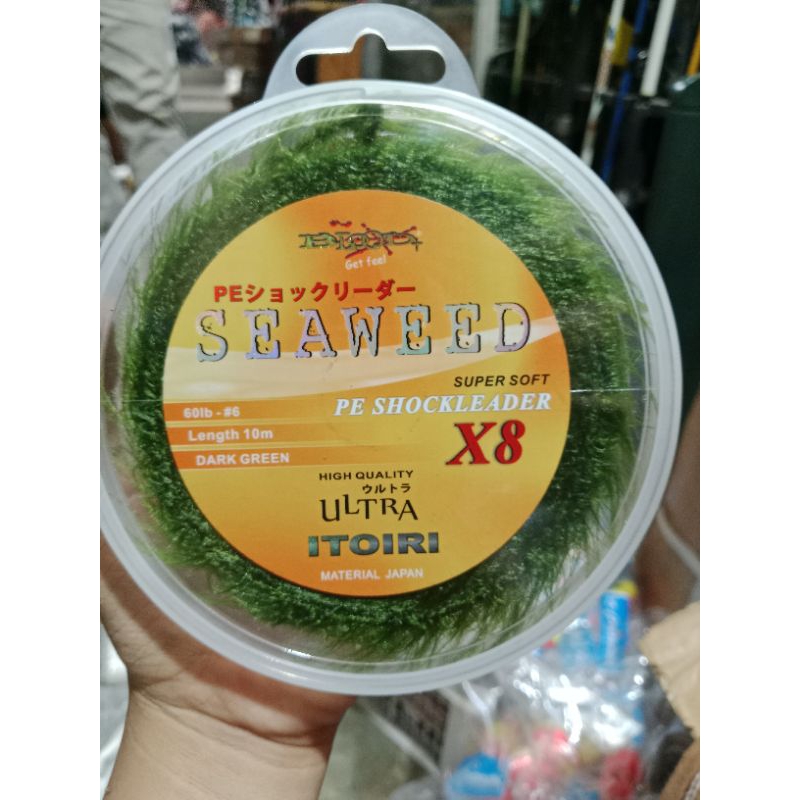 Get feel
PEショックリーダー
SEAWEED
SUPER SOFT
PE SHOCKLEADER
X8
60lb - #6
Length 10m
DARK GREEN
HIGH QUALITY
ウルトラ
ULTRA
ITOIRI
MATERIAL JAPAN